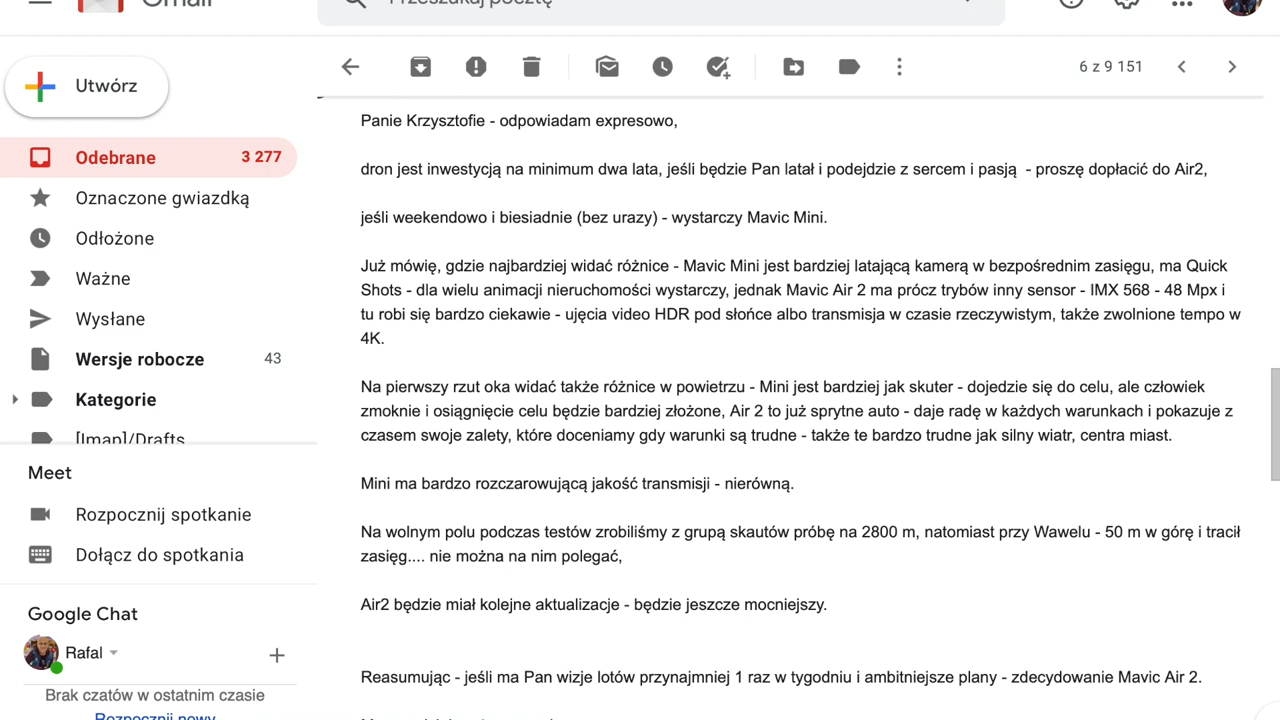 Gmail
Przeszukaj pocztę
Utwórz
6 z 9 151
Odebrane 3 277
Oznaczone gwiazdką
Odłożone
Ważne
Wysłane
Wersje robocze 43
Kategorie
[Imap]/Drafts
Meet
Rozpocznij spotkanie
Dołącz do spotkania
Google Chat
Rafal
Brak czatów w ostatnim czasie
Rozpocznij nowy
Panie Krzysztofie - odpowiadam expresowo,
dron jest inwestycją na minimum dwa lata, jeśli będzie Pan latał i podejdzie z sercem i pasją - proszę dopłacić do Air2,
jeśli weekendowo i biesiadnie (bez urazy) - wystarczy Mavic Mini.
Już mówię, gdzie najbardziej widać różnice - Mavic Mini jest bardziej latającą kamerą w bezpośrednim zasięgu, ma Quick
Shots - dla wielu animacji nieruchomości wystarczy, jednak Mavic Air 2 ma prócz trybów inny sensor - IMX 568 - 48 Mpx i
tu robi się bardzo ciekawie - ujęcia video HDR pod słońce albo transmisja w czasie rzeczywistym, także zwolnione tempo w
4K.
Na pierwszy rzut oka widać także różnice w powietrzu - Mini jest bardziej jak skuter - dojedzie się do celu, ale człowiek
zmoknie i osiągnięcie celu będzie bardziej złożone, Air 2 to już sprytne auto - daje radę w każdych warunkach i pokazuje z
czasem swoje zalety, które doceniamy gdy warunki są trudne - także te bardzo trudne jak silny wiatr, centra miast.
Mini ma bardzo rozczarowującą jakość transmisji - nierówną.
Na wolnym polu podczas testów zrobiliśmy z grupą skautów próbę na 2800 m, natomiast przy Wawelu - 50 m w górę i tracił
zasięg.... nie można na nim polegać,
Air2 będzie miał kolejne aktualizacje - będzie jeszcze mocniejszy.
Reasumując - jeśli ma Pan wizje lotów przynajmniej 1 raz w tygodniu i ambitniejsze plany - zdecydowanie Mavic Air 2.